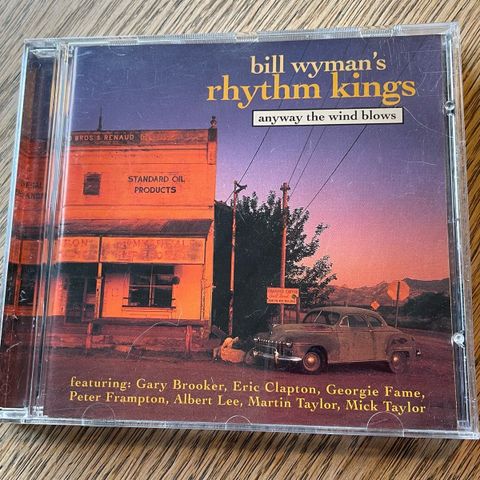 bill wyman's
rhythm kings
anyway the wind blows
BROS & RENAUD
STANDARD OIL
PRODUCTS
featuring: Gary Brooker, Eric Clapton, Georgie Fame,
Peter Frampton, Albert Lee, Martin Taylor, Mick Taylor